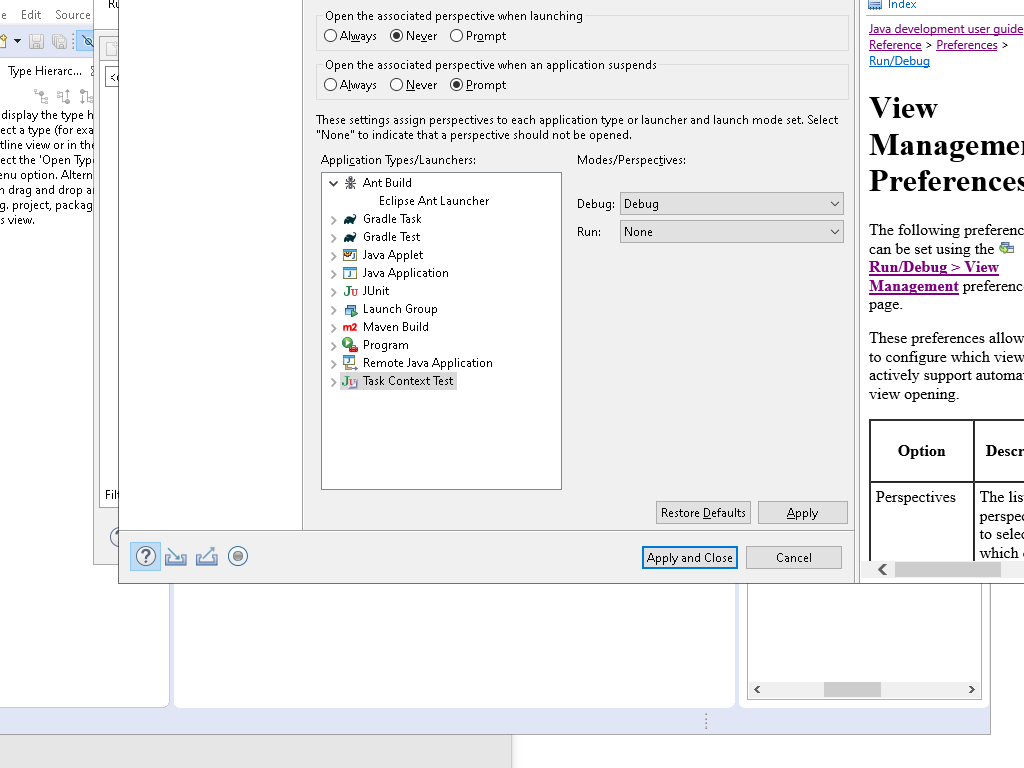 Edit Source
Type Hierarc...
display the type h
ect a type (for exa
tline view or in the
ect the 'Open Type
enu option. Altern
n drag and drop a
g. project, packag
s view.
Ru
Filt
Open the associated perspective when launching
Always Never Prompt
Open the associated perspective when an application suspends
Always Never Prompt
These settings assign perspectives to each application type or launcher and launch mode set. Select
"None" to indicate that a perspective should not be opened.
Application Types/Launchers:
Modes/Perspectives:
Ant Build
Eclipse Ant Launcher
Gradle Task
Gradle Test
Java Applet
Java Application
JUnit
Launch Group
Maven Build
Program
Remote Java Application
Task Context Test
Debug: Debug
Run: None
Restore Defaults Apply
Apply and Close Cancel
Index
Java development user guide
Reference > Preferences >
Run/Debug
View
Managemen
Preferences
The following preferenc
can be set using the
Run/Debug > View
Management preference
page.
These preferences allow
to configure which view
actively support automa
view opening.
Option Descr
Perspectives The lis
perspec
to selec
which